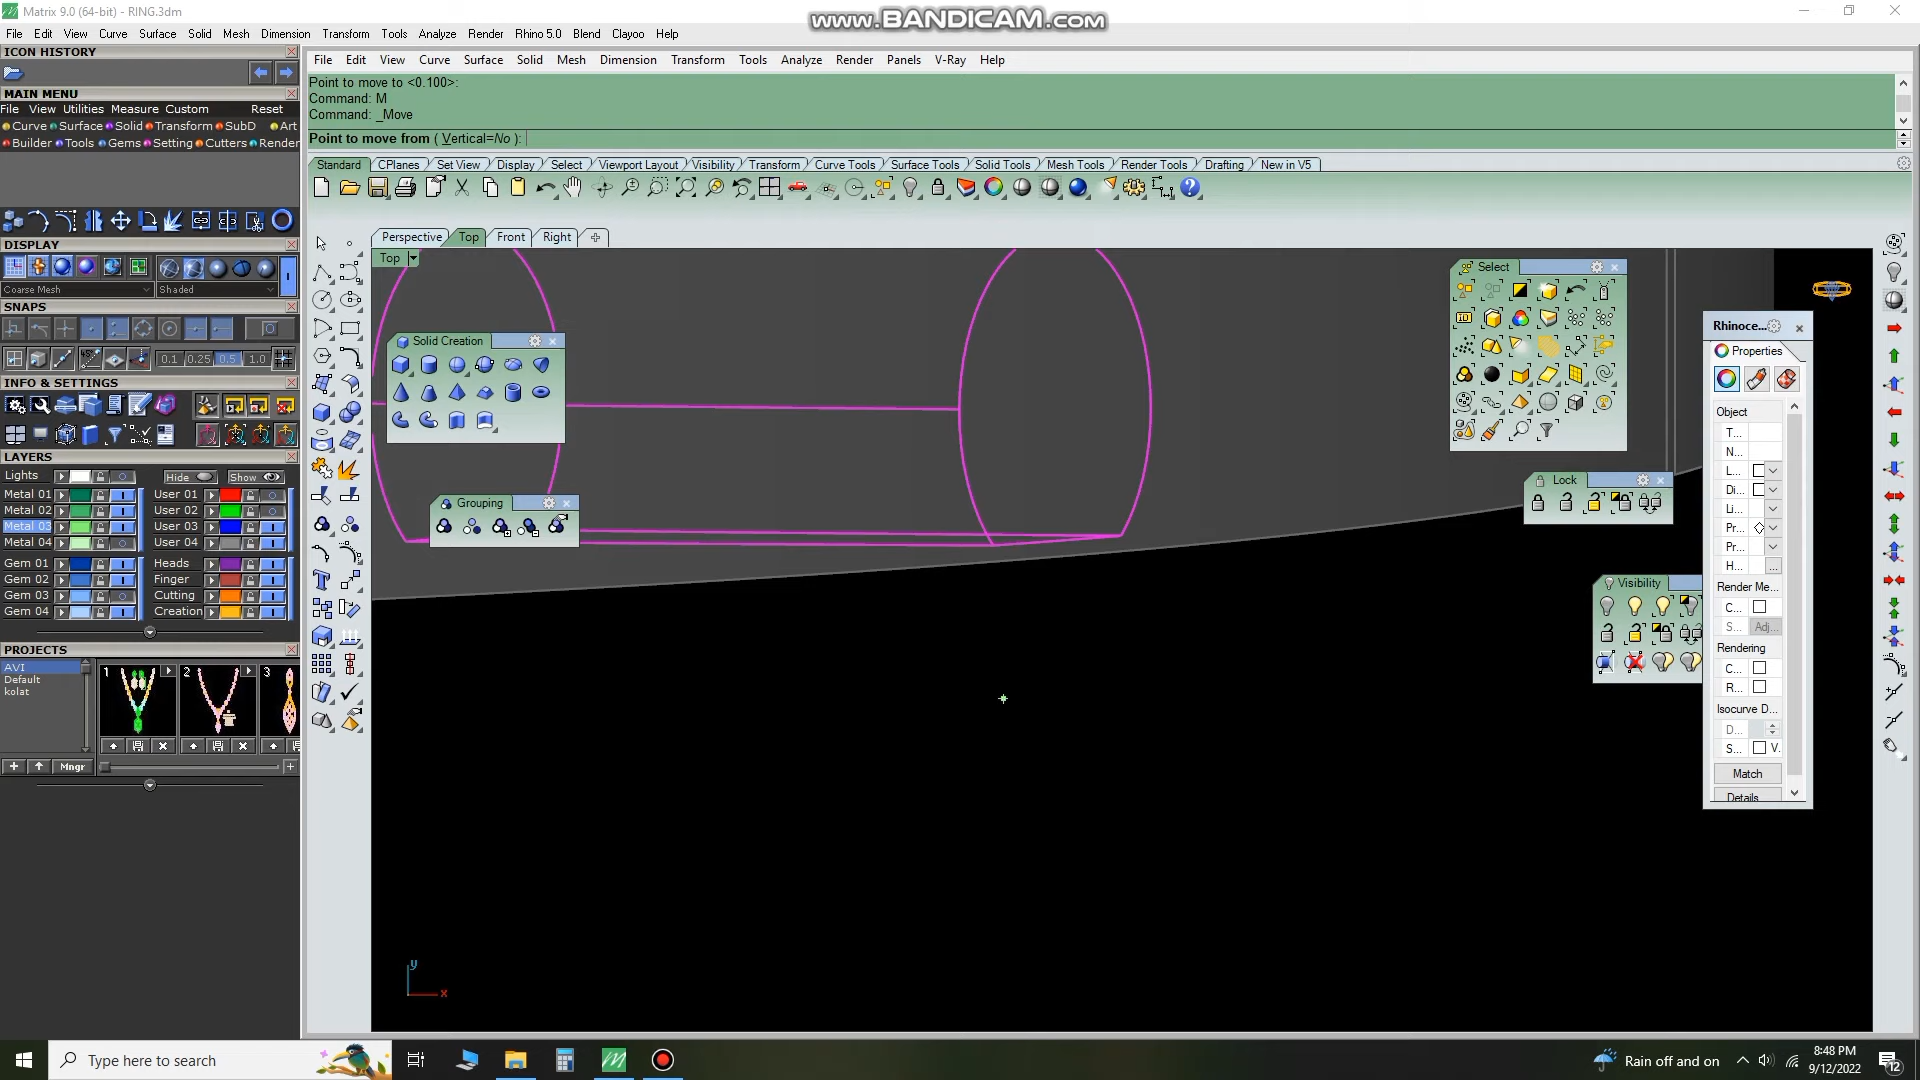 Matrix 9.0 (64-bit) - RING.3dm
www.BANDICAM.com
File Edit View Curve Surface Solid Mesh Dimension Transform Tools Analyze Render Rhino 5.0 Blend Clayoo Help
ICON HISTORY
MAIN MENU
File View Utilities Measure Custom Reset
Curve Surface Solid Transform SubD Art
Builder Tools Gems Setting Cutters Render
DISPLAY
Coarse Mesh Shaded
SNAPS
0.1 0.25 0.5 1.0
INFO & SETTINGS
LAYERS
Lights Hide Show
Metal 01 User 01
Metal 02 User 02
Metal 03 User 03
Metal 04 User 04
Gem 01 Heads
Gem 02 Finger
Gem 03 Cutting
Gem 04 Creation
PROJECTS
AVI
Default
kolat
1 2 3
Mngr
File Edit View Curve Surface Solid Mesh Dimension Transform Tools Analyze Render Panels V-Ray Help
Point to move to <0.100>:
Command: M
Command: _Move
Point to move from ( Vertical=No ):
Standard CPlanes Set View Display Select Viewport Layout Visibility Transform Curve Tools Surface Tools Solid Tools Mesh Tools Render Tools Drafting New in V5
Perspective Top Front Right
Top
Solid Creation
Grouping
Select
Lock
Visibility
Rhinoce...
Properties
Object
T...
N...
L...
Di...
Li...
Pr...
Pr...
H...
...
Render Me...
C...
S... Adj...
Rendering
C...
R...
Isocurve D...
D...
S... V.
Match
Details
y
x
Type here to search
Rain off and on
8:48 PM
9/12/2022
12